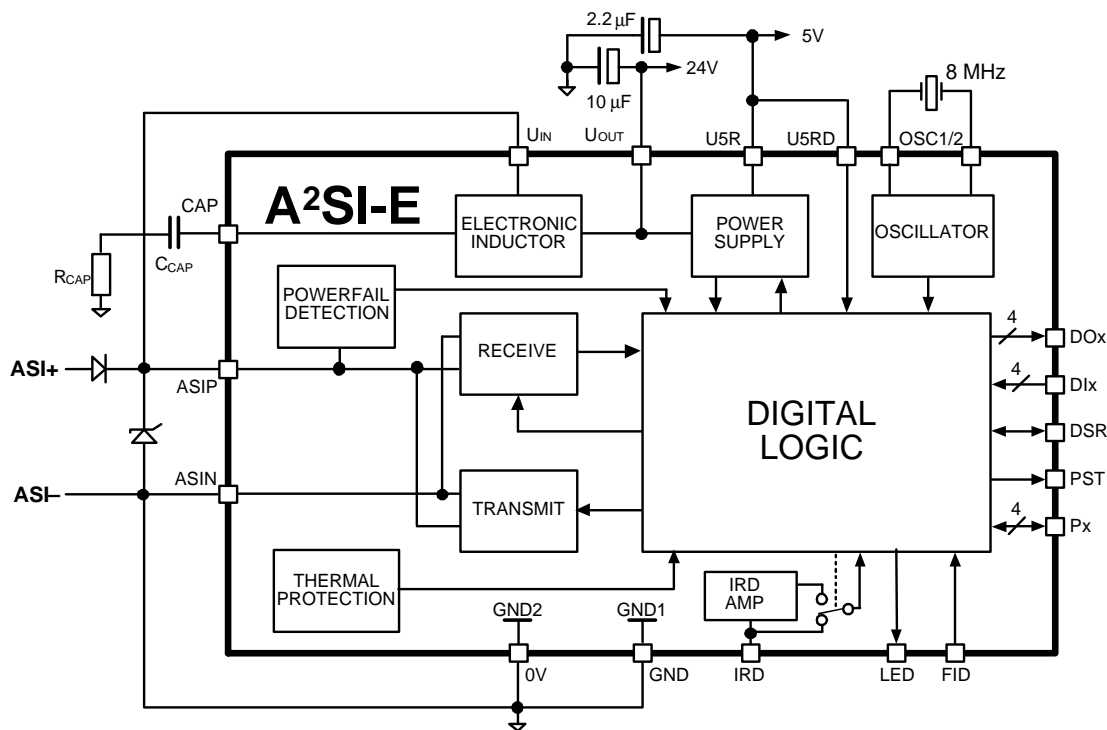 2.2 µF
5V
24V
10 µF
8 MHz
UIN
UOUT
U5R
U5RD
OSC1/2
A²SI-E
CAP
CCAP
RCAP
ELECTRONIC
INDUCTOR
POWER
SUPPLY
OSCILLATOR
POWERFAIL
DETECTION
RECEIVE
ASI+
ASIP
DIGITAL
LOGIC
4
DOx
4
DIx
DSR
PST
4
Px
ASI–
ASIN
TRANSMIT
THERMAL
PROTECTION
IRD
AMP
GND2
GND1
0V
GND
IRD
LED
FID